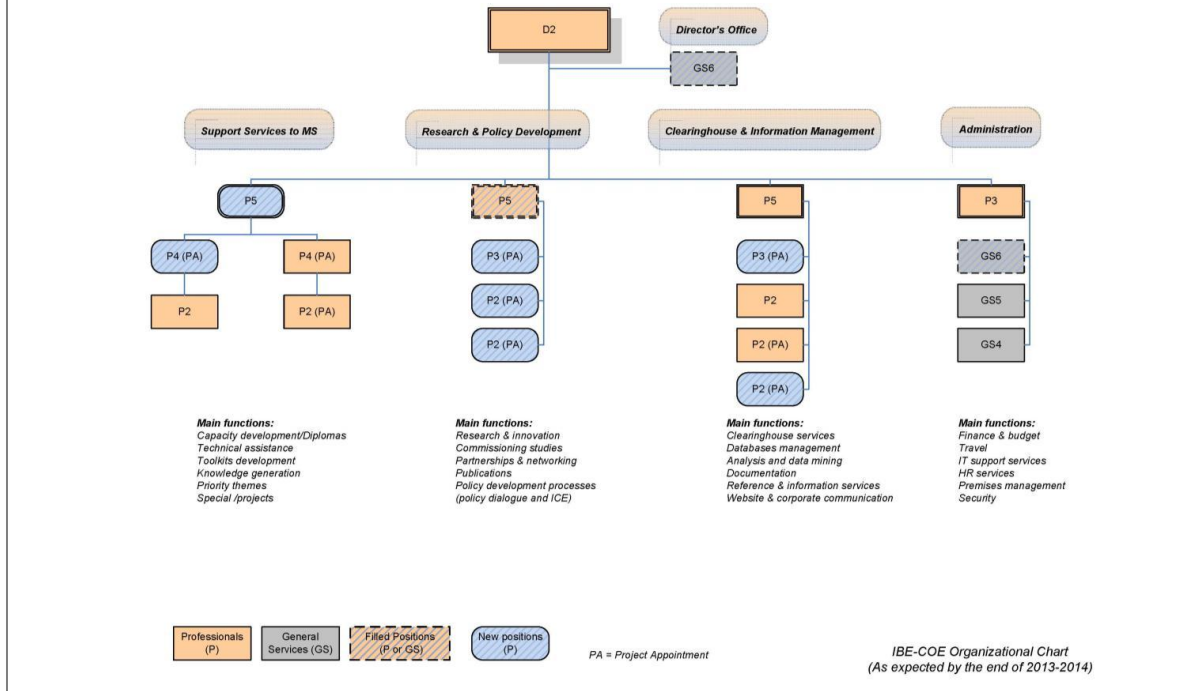 D2
Director's Office
GS6
Support Services to MS
Research & Policy Development
Clearinghouse & Information Management
Administration
P5
P5
P5
P3
P4 (PA)
P4 (PA)
P3 (PA)
P3 (PA)
GS6
P2
P2 (PA)
P2 (PA)
P2
GS5
P2 (PA)
P2 (PA)
GS4
P2 (PA)
Main functions:
Capacity development/Diplomas
Technical assistance
Toolkits development
Knowledge generation
Priority themes
Special /projects
Main functions:
Research & innovation
Commissioning studies
Partnerships & networking
Publications
Policy development processes
(policy dialogue and ICE)
Main functions:
Clearinghouse services
Databases management
Analysis and data mining
Documentation
Reference & information services
Website & corporate communication
Main functions:
Finance & budget
Travel
IT support services
HR services
Premises management
Security
Professionals
(P)
General
Services (GS)
Filled Positions
(P or GS)
New positions
(P)
PA = Project Appointment
IBE-COE Organizational Chart
(As expected by the end of 2013-2014)